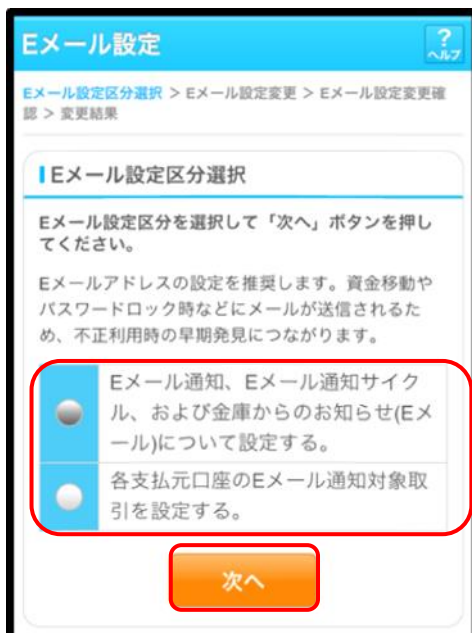 Eメール設定
?
ヘルプ
Eメール設定区分選択 > Eメール設定変更 > Eメール設定変更確
認 > 変更結果
Eメール設定区分選択
Eメール設定区分を選択して「次へ」ボタンを押し
てください。
Eメールアドレスの設定を推奨します。資金移動や
パスワードロック時などにメールが送信されるた
め、不正利用時の早期発見につながります。
Eメール通知、Eメール通知サイク
ル、および金庫からのお知らせ(Eメ
ール)について設定する。
各支払元口座のEメール通知対象取
引を設定する。
次へ